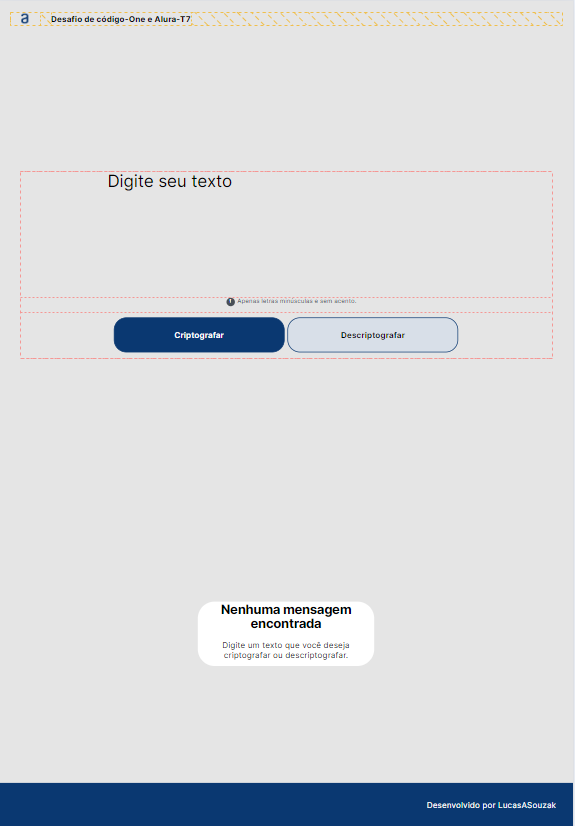 a Desafio de código-One e Alura-T7
Digite seu texto
! Apenas letras minúsculas e sem acento.
Criptografar Descriptografar
Nenhuma mensagem
encontrada
Digite um texto que você deseja
criptografar ou descriptografar.
Desenvolvido por LucasASouzak